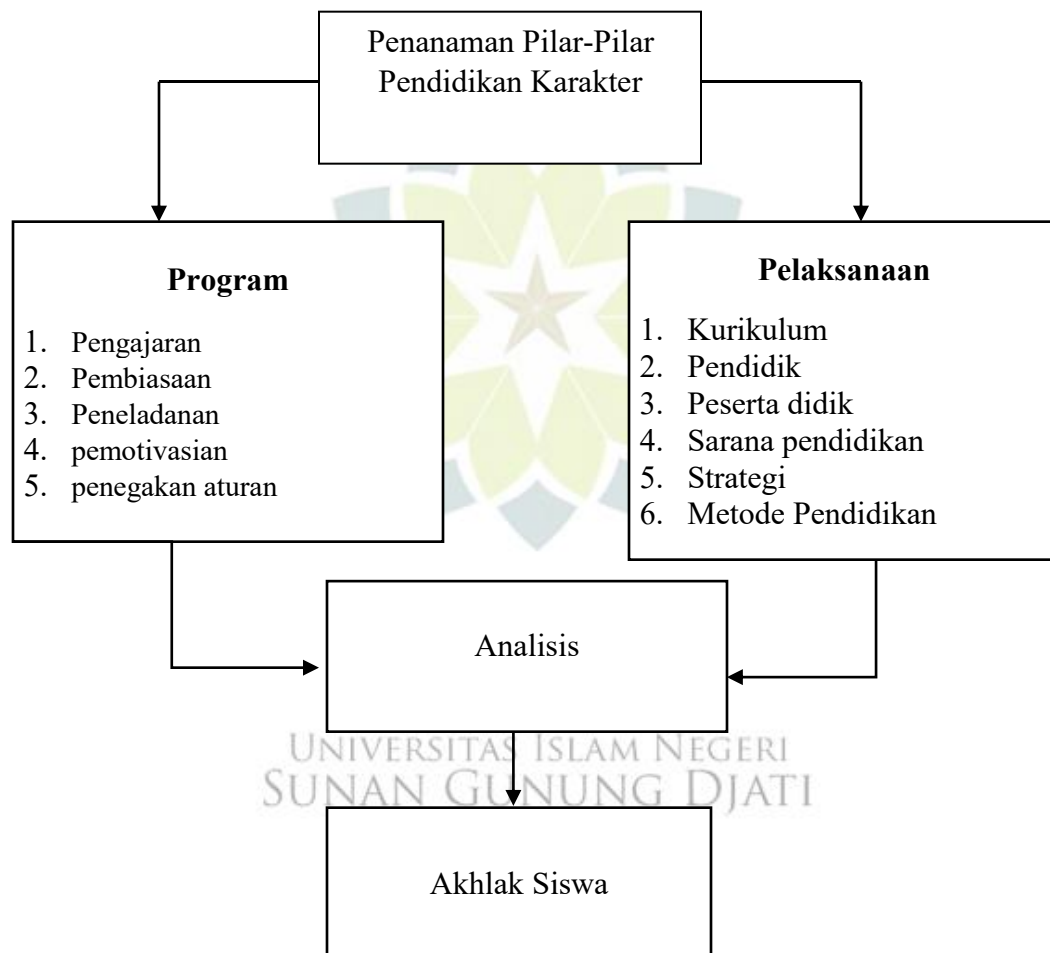 Penanaman Pilar-Pilar
Pendidikan Karakter
Program
1. Pengajaran
2. Pembiasaan
3. Peneladanan
4. pemotivasian
5. penegakan aturan
Pelaksanaan
1. Kurikulum
2. Pendidik
3. Peserta didik
4. Sarana pendidikan
5. Strategi
6. Metode Pendidikan
Analisis
UNIVERSITAS ISLAM NEGERI
SUNAN GUNUNG DJATI
Akhlak Siswa